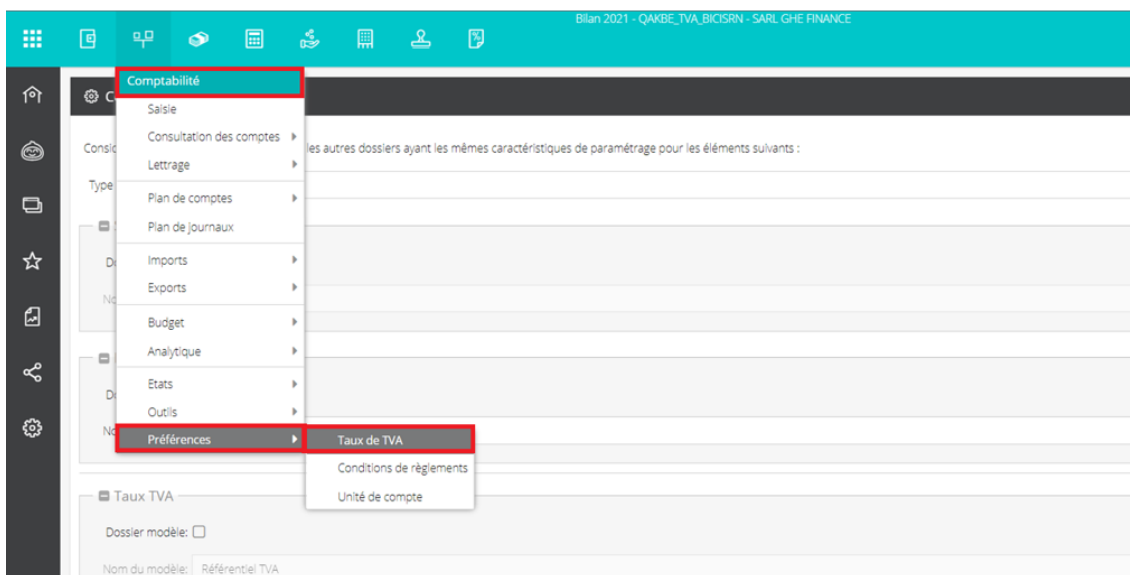 Bilan 2021 - QAKBE_TVA_BICISRN - SARL GHE FINANCE
Comptabilité
Saisie
Consultation des comptes
les autres dossiers ayant les mêmes caractéristiques de paramétrage pour les éléments suivants :
Lettrage
Type
Plan de comptes
Plan de journaux
Imports
Exports
Budget
Analytique
Etats
Outils
Préférences
Taux de TVA
Conditions de règlements
Unité de compte
Taux TVA
Dossier modèle:
Nom du modèle: Référentiel TVA